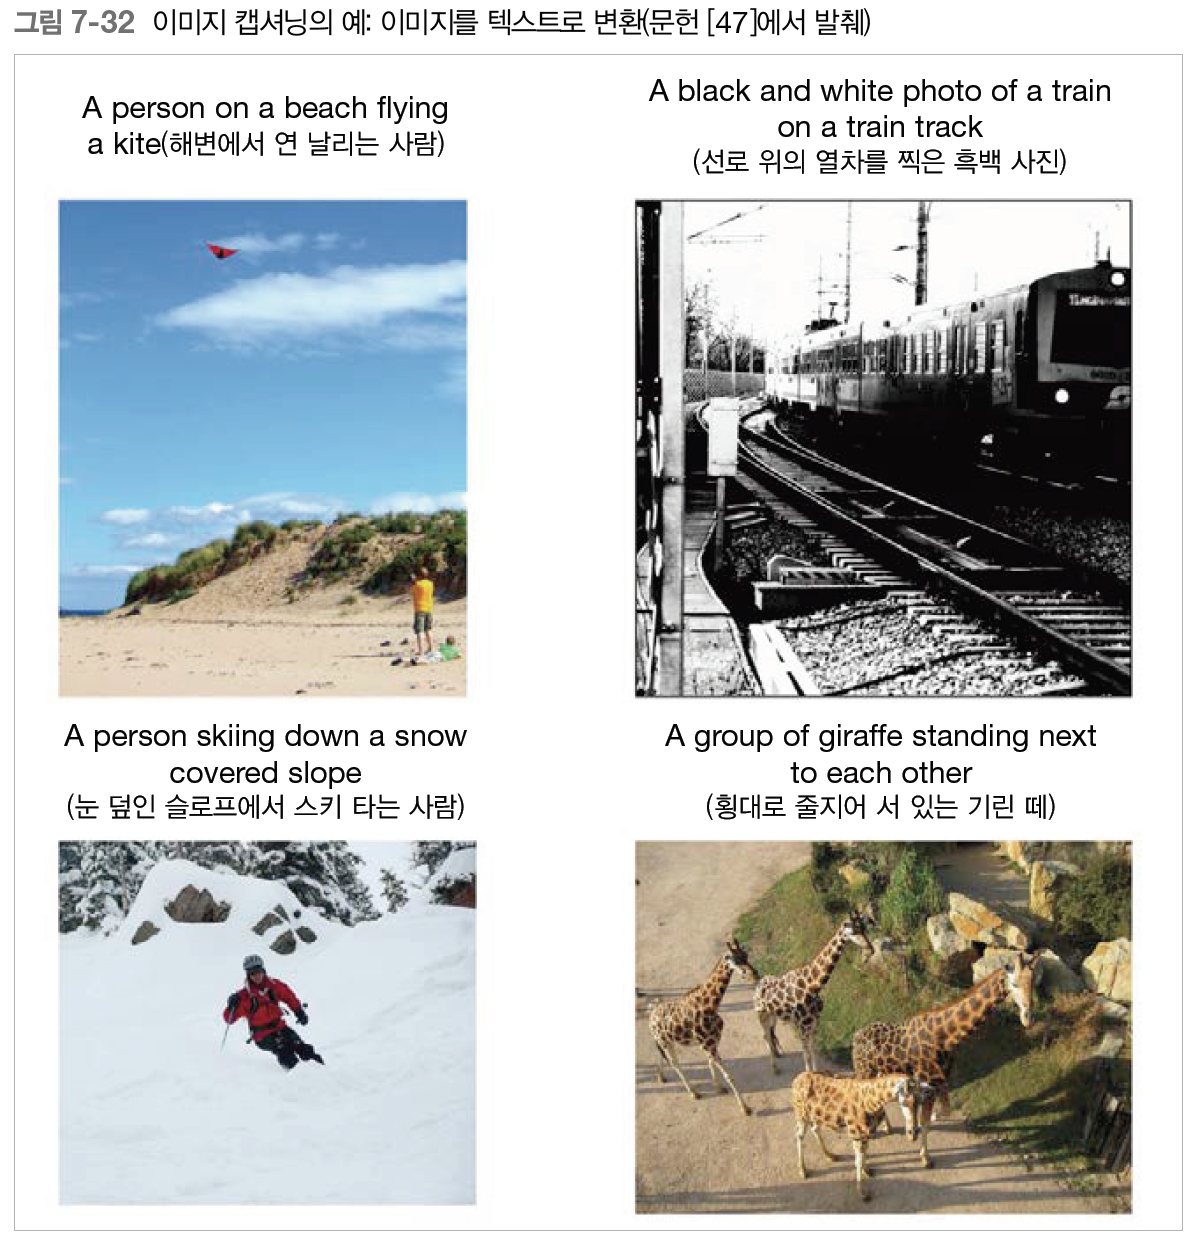 그림 7-32 이미지 캡셔닝의 예: 이미지를 텍스트로 변환(문헌 [47]에서 발췌)
A person on a beach flying
a kite(해변에서 연 날리는 사람)
A black and white photo of a train
on a train track
(선로 위의 열차를 찍은 흑백 사진)
A person skiing down a snow
covered slope
(눈 덮인 슬로프에서 스키 타는 사람)
A group of giraffe standing next
to each other
(횡대로 줄지어 서 있는 기린 떼)